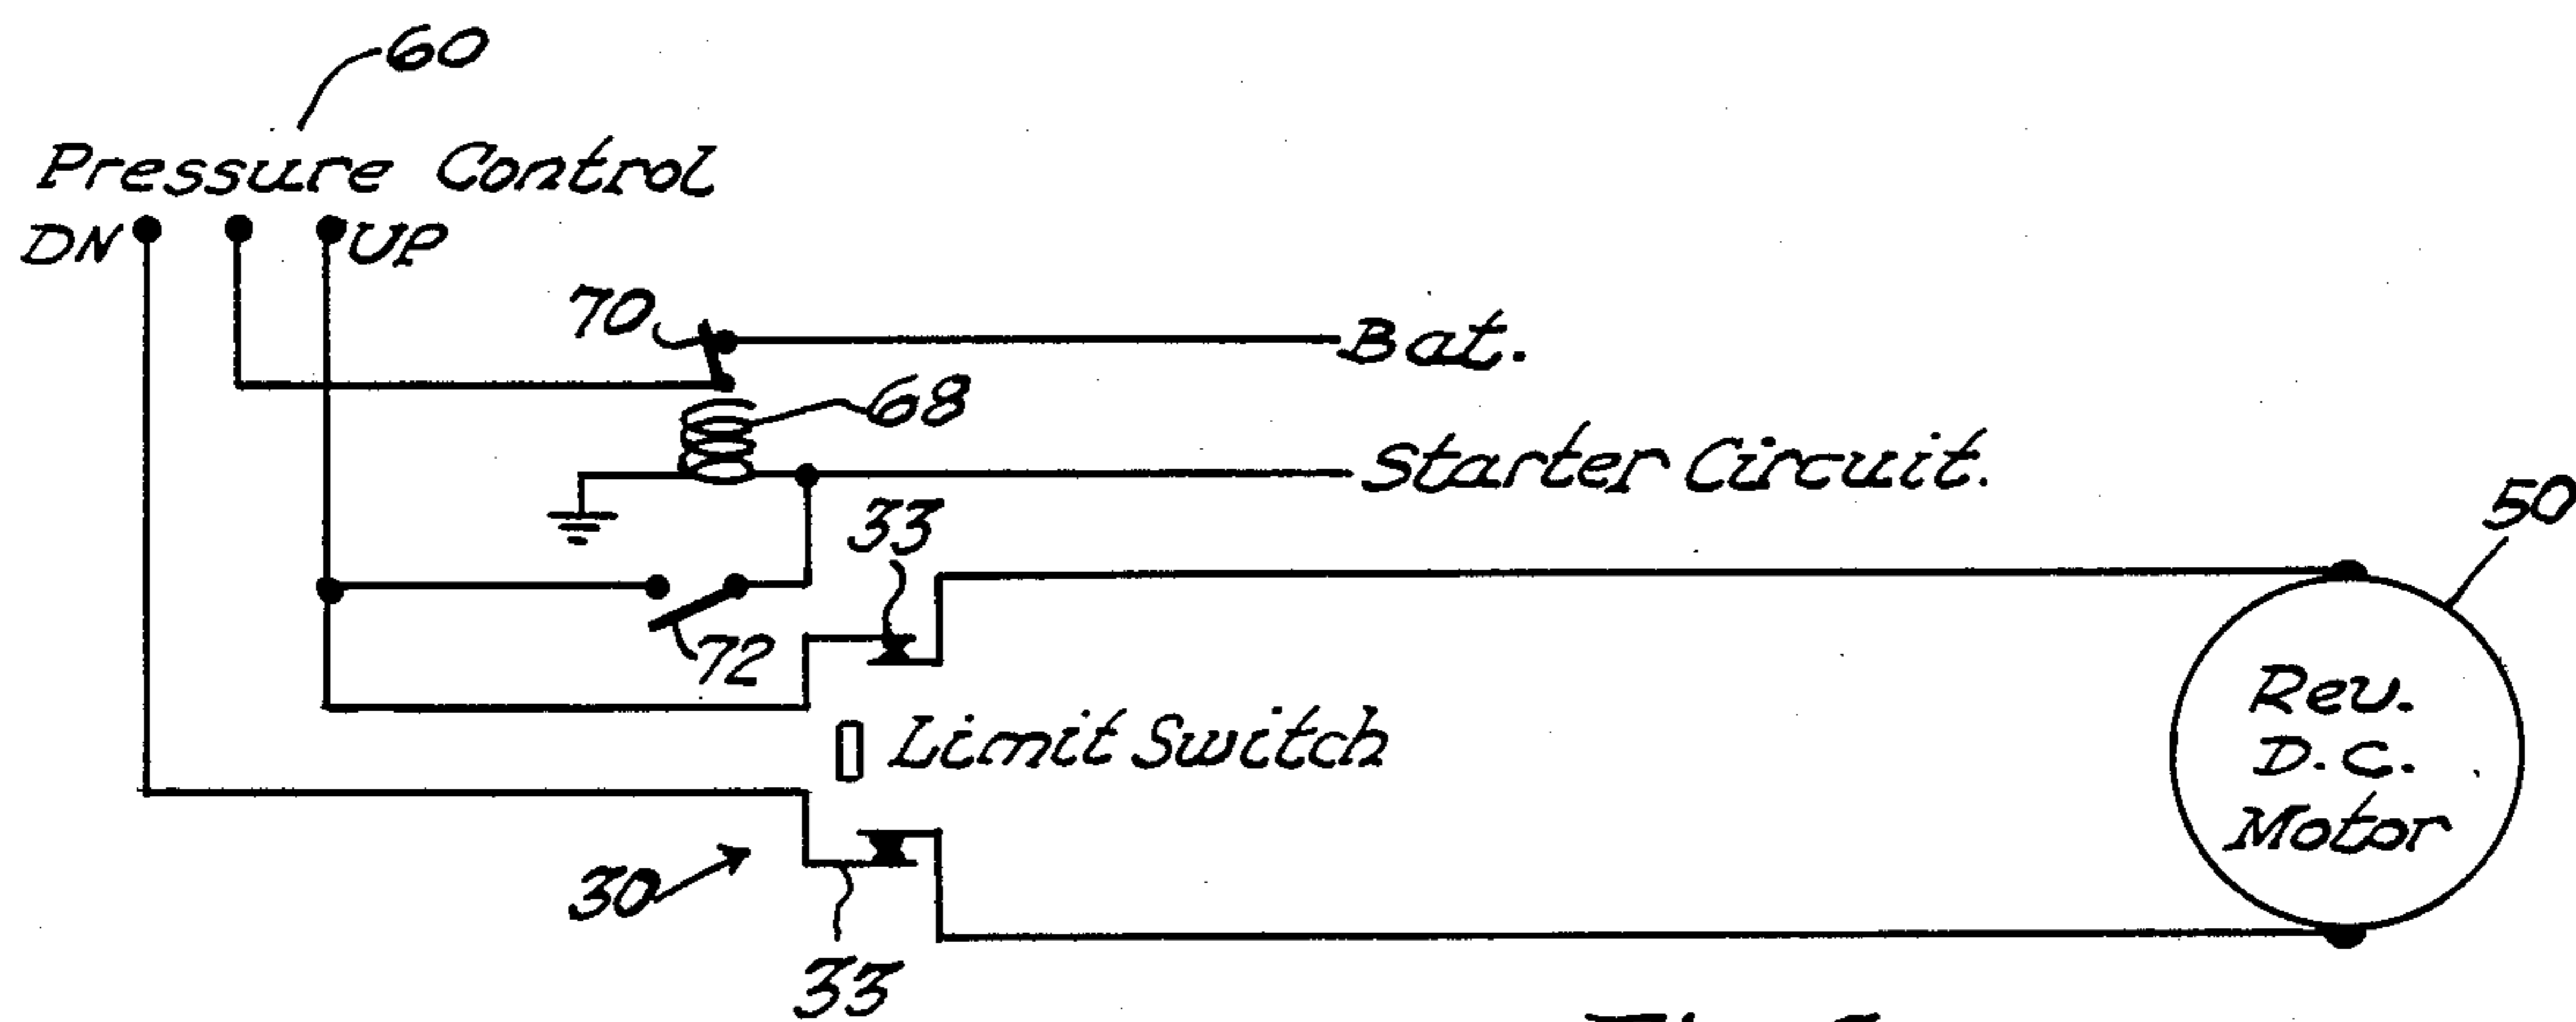 60
Pressure Control
DN
UP
70
Bat.
68
Starter Circuit.
33
50
72
Rev.
D.C.
Motor
Limit Switch
30
33